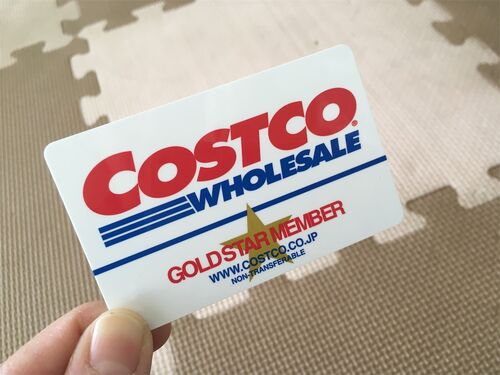 COSTCO®
WHOLESALE
GOLD STAR MEMBER
WWW.COSTCO.CO.JP
NON-TRANSFERABLE